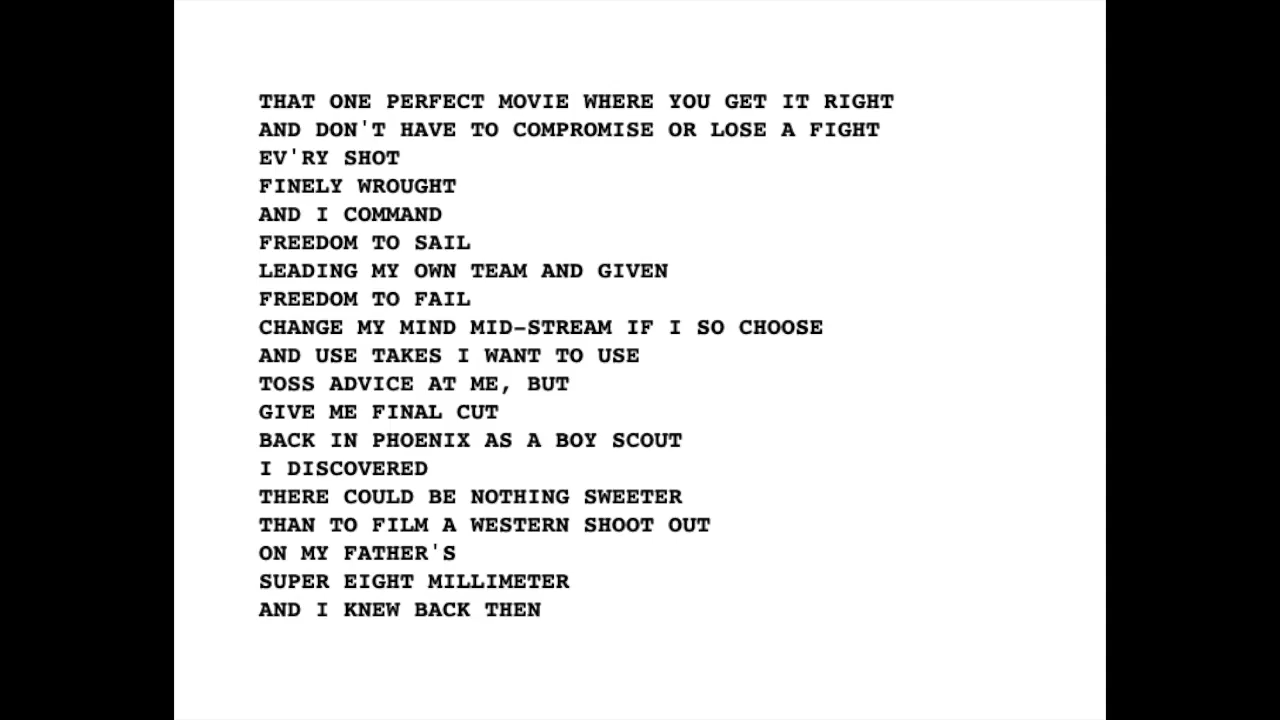 THAT ONE PERFECT MOVIE WHERE YOU GET IT RIGHT
AND DON'T HAVE TO COMPROMISE OR LOSE A FIGHT
EV'RY SHOT
FINELY WROUGHT
AND I COMMAND
FREEDOM TO SAIL
LEADING MY OWN TEAM AND GIVEN
FREEDOM TO FAIL
CHANGE MY MIND MID-STREAM IF I SO CHOOSE
AND USE TAKES I WANT TO USE
TOSS ADVICE AT ME, BUT
GIVE ME FINAL CUT
BACK IN PHOENIX AS A BOY SCOUT
I DISCOVERED
THERE COULD BE NOTHING SWEETER
THAN TO FILM A WESTERN SHOOT OUT
ON MY FATHER'S
SUPER EIGHT MILLIMETER
AND I KNEW BACK THEN